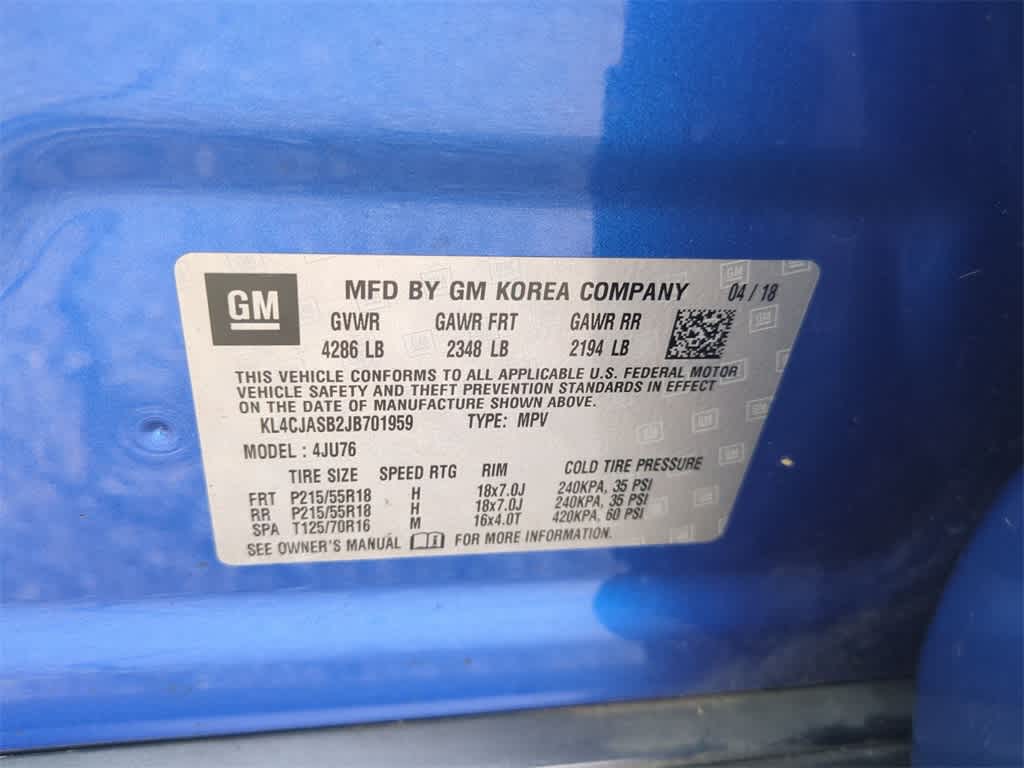 GM MFD BY GM KOREA COMPANY 04 / 18
GVWR GAWR FRT GAWR RR
4286 LB 2348 LB 2194 LB
THIS VEHICLE CONFORMS TO ALL APPLICABLE U.S. FEDERAL MOTOR
VEHICLE SAFETY AND THEFT PREVENTION STANDARDS IN EFFECT
ON THE DATE OF MANUFACTURE SHOWN ABOVE.
KL4CJASB2JB701959 TYPE: MPV
MODEL : 4JU76
TIRE SIZE SPEED RTG RIM COLD TIRE PRESSURE
FRT P215/55R18 H 18x7.0J 240KPA, 35 PSI
RR P215/55R18 H 18x7.0J 240KPA, 35 PSI
SPA T125/70R16 M 16x4.0T 420KPA, 60 PSI
SEE OWNER'S MANUAL FOR MORE INFORMATION.